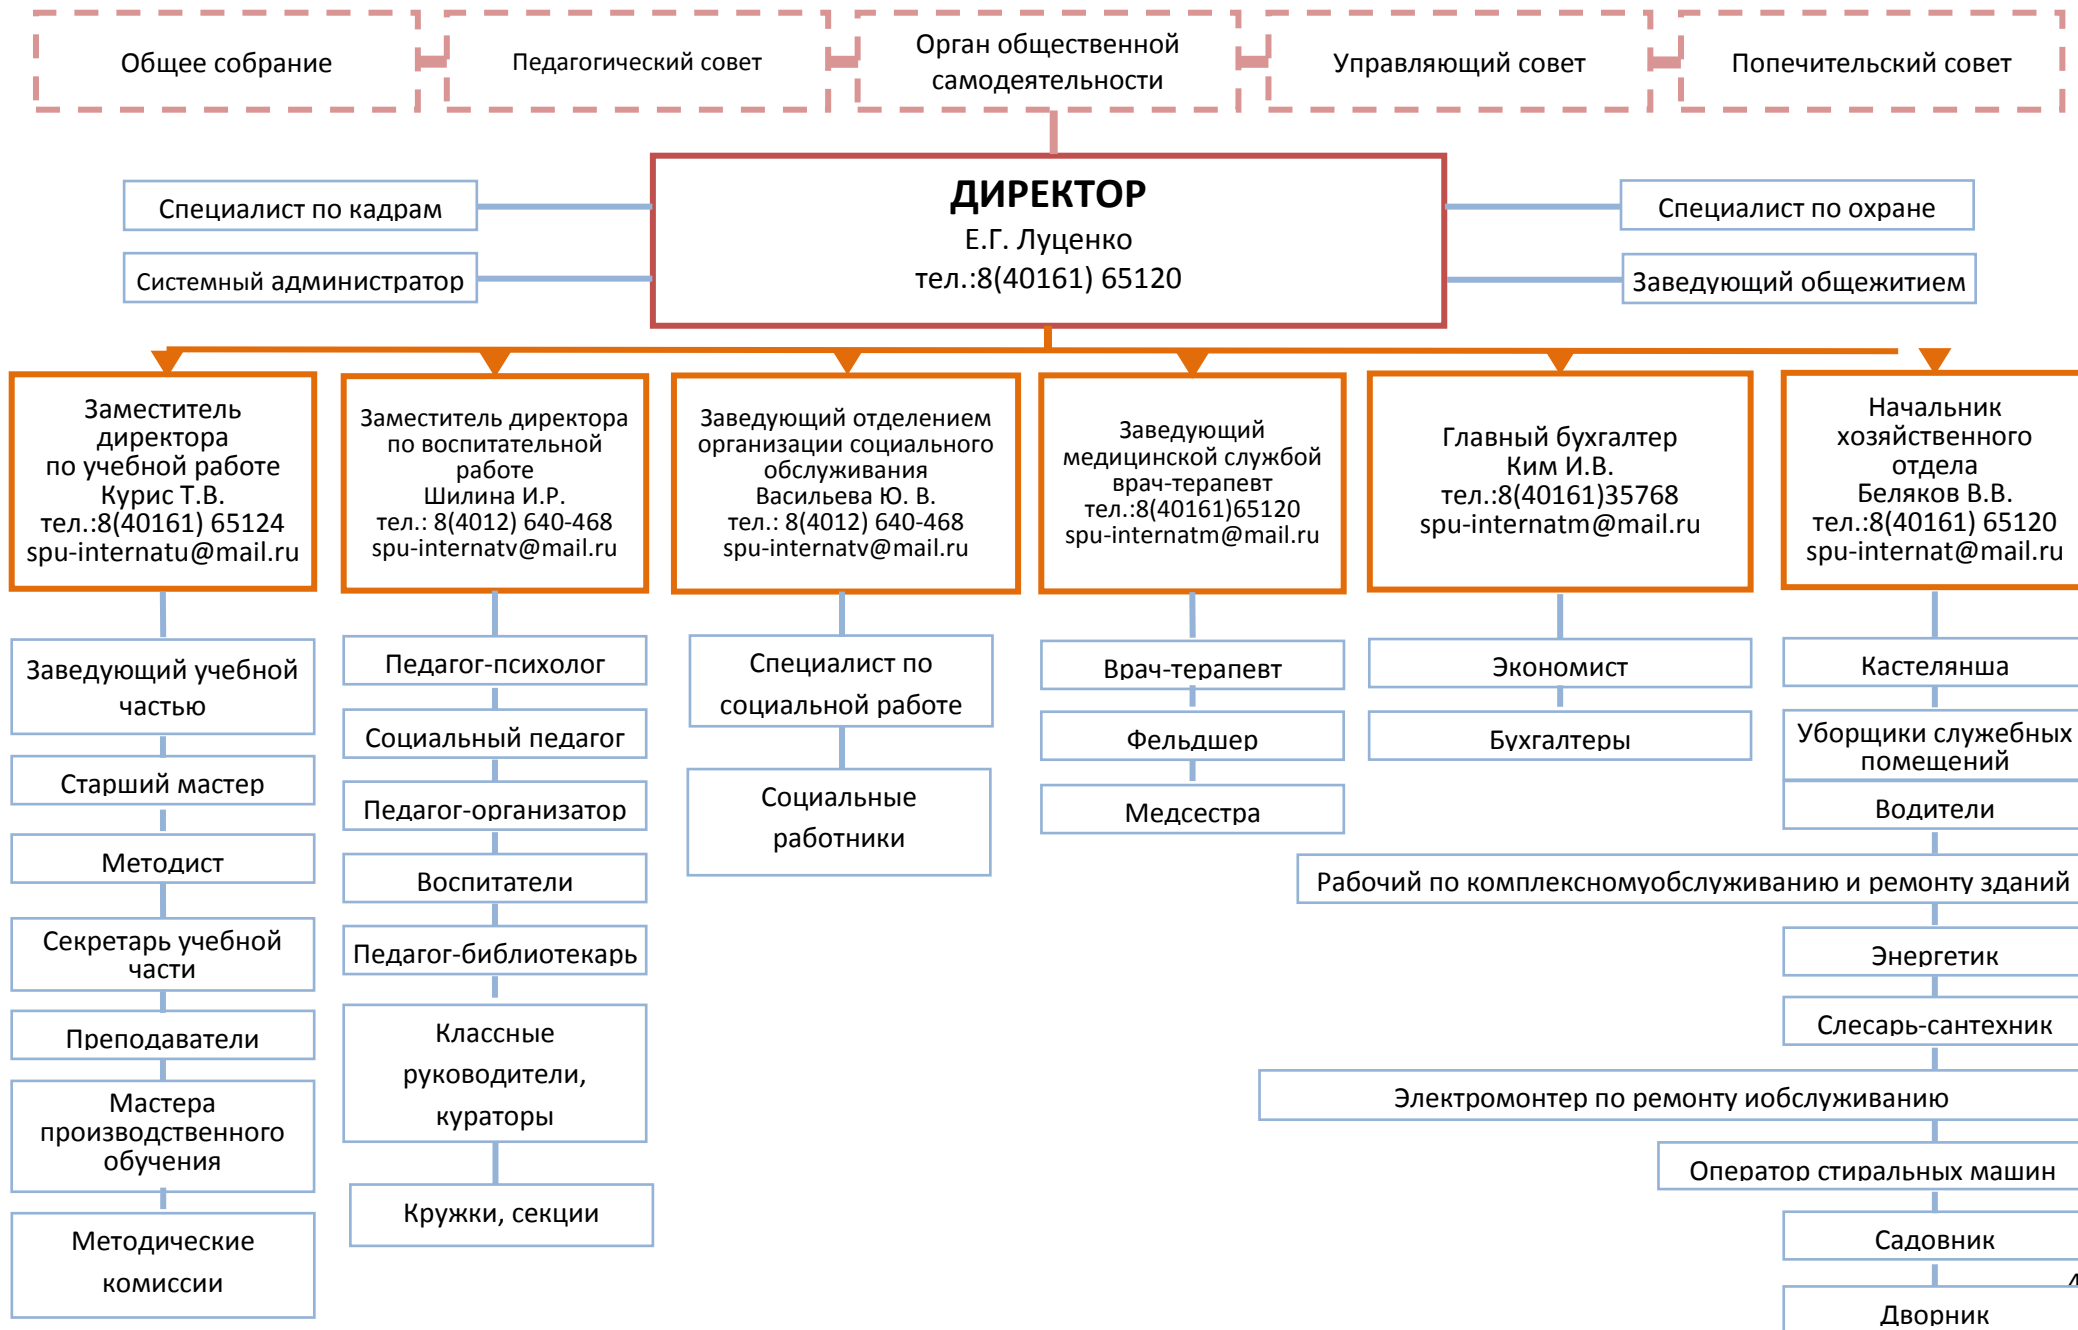 Общее собрание
Педагогический совет
Орган общественной
самодеятельности
Управляющий совет
Попечительский совет
ДИРЕКТОР
Е.Г. Луценко
тел.:8(40161) 65120
Специалист по кадрам
Системный администратор
Специалист по охране
Заведующий общежитием
Заместитель
директора
по учебной работе
Курис Т.В.
тел.:8(40161) 65124
spu-internatu@mail.ru
Заместитель директора
по воспитательной
работе
Шилина И.Р.
тел.: 8(4012) 640-468
spu-internatv@mail.ru
Заведующий отделением
организации социального
обслуживания
Васильева Ю. В.
тел.: 8(4012) 640-468
spu-internatv@mail.ru
Заведующий
медицинской службой
врач-терапевт
тел.:8(40161)65120
spu-internatm@mail.ru
Главный бухгалтер
Ким И.В.
тел.:8(40161)35768
spu-internatm@mail.ru
Начальник
хозяйственного
отдела
Беляков В.В.
тел.:8(40161) 65120
spu-internat@mail.ru
Заведующий учебной
частью
Старший мастер
Методист
Секретарь учебной
части
Преподаватели
Мастера
производственного
обучения
Методические
комиссии
Педагог-психолог
Социальный педагог
Педагог-организатор
Воспитатели
Педагог-библиотекарь
Классные
руководители,
кураторы
Кружки, секции
Специалист по
социальной работе
Социальные
работники
Врач-терапевт
Фельдшер
Медсестра
Экономист
Бухгалтеры
Кастелянша
Уборщики служебных
помещений
Водители
Рабочий по комплексномуобслуживанию и ремонту зданий
Энергетик
Слесарь-сантехник
Электромонтер по ремонту иобслуживанию
Оператор стиральных машин
Садовник
Дворник